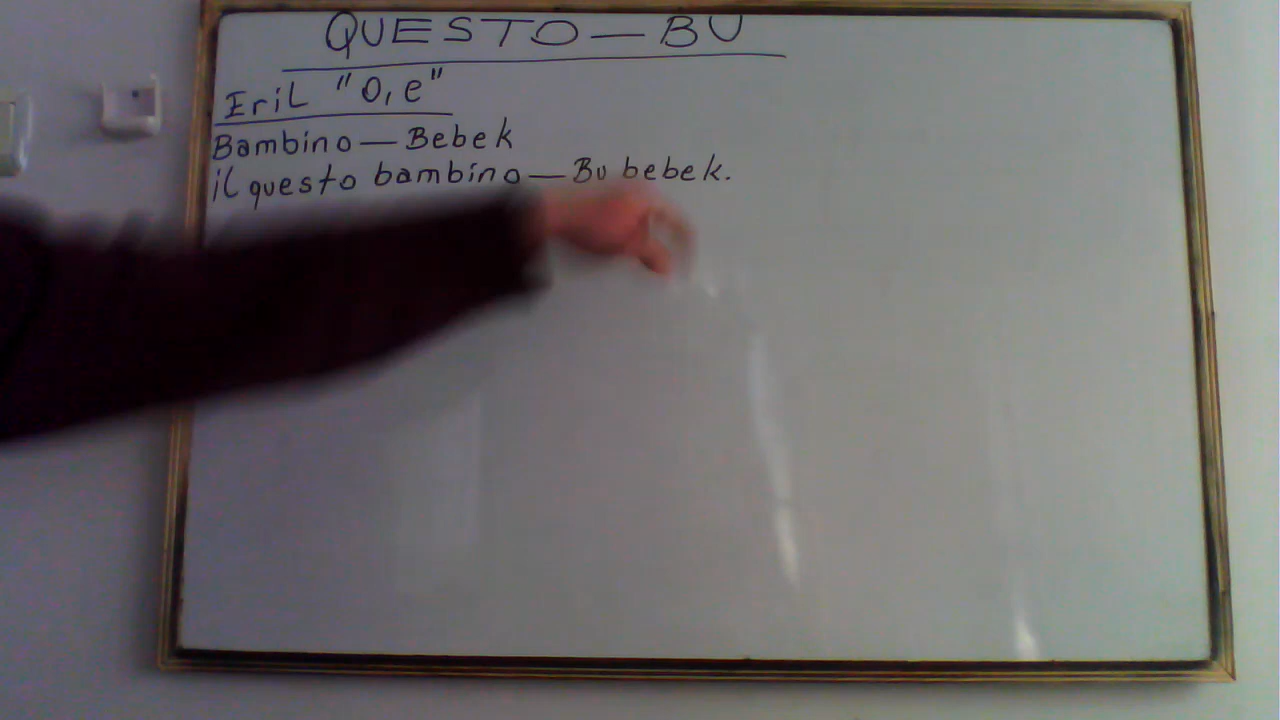 QUESTO — BU
Eril "O, e"
Bambino — Bebek
il questo bambino — Bu bebek.